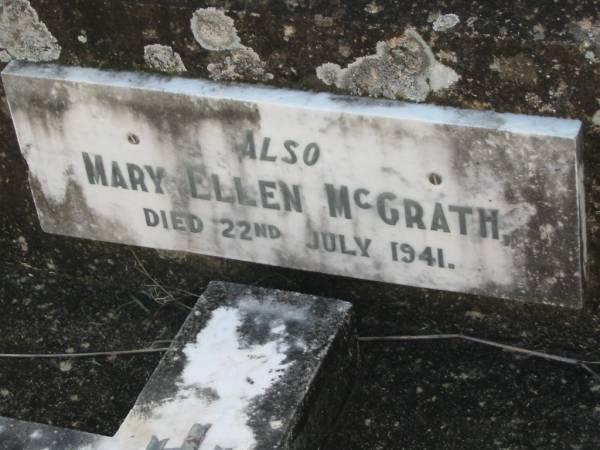 ALSO
MARY ELLEN MCGRATH,
DIED 22ND JULY 1941.